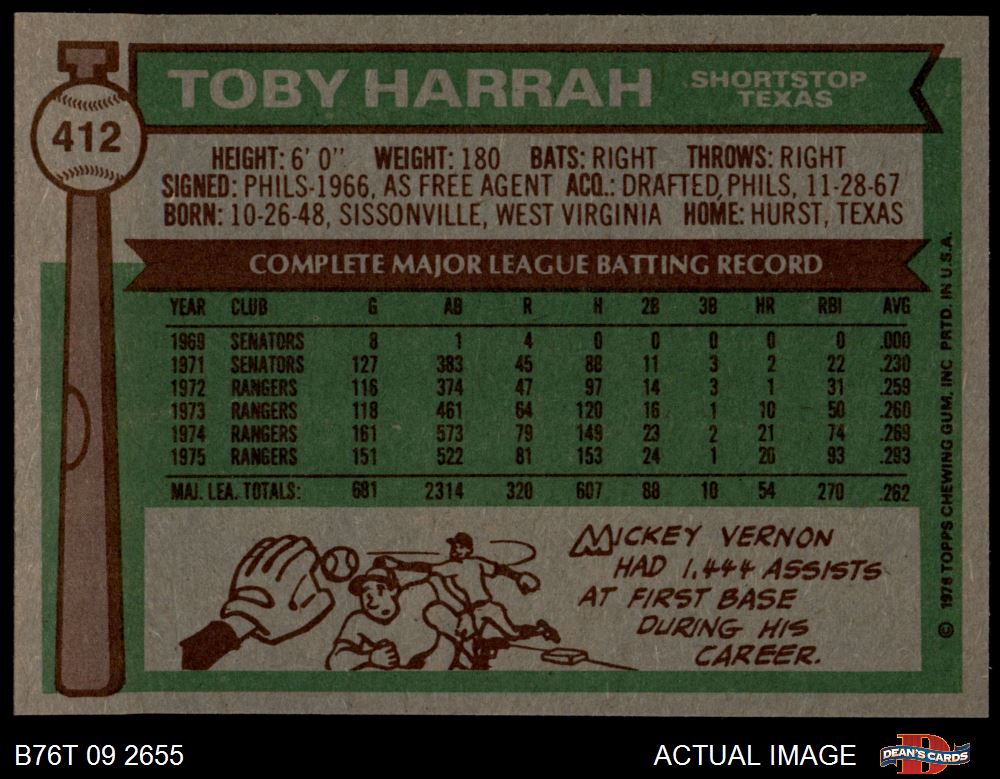 TOBY HARRAH
SHORTSTOP
TEXAS
412
HEIGHT: 6' 0" WEIGHT: 180 BATS: RIGHT THROWS: RIGHT
SIGNED: PHILS-1966, AS FREE AGENT ACQ.: DRAFTED, PHILS, 11-28-67
BORN: 10-26-48, SISSONVILLE, WEST VIRGINIA HOME: HURST, TEXAS
COMPLETE MAJOR LEAGUE BATTING RECORD
YEAR CLUB G AB R H 2B 3B HR RBI AVG
1969 SENATORS 8 1 4 0 0 0 0 0 .000
1971 SENATORS 127 383 45 88 11 3 2 22 .230
1972 RANGERS 116 374 47 97 14 3 1 31 .259
1973 RANGERS 118 461 64 120 16 1 10 50 .260
1974 RANGERS 161 573 79 149 23 2 21 74 .269
1975 RANGERS 151 522 81 153 24 1 20 93 .293
MAJ. LEA. TOTALS: 681 2314 320 607 88 10 54 270 .262
MICKEY VERNON
HAD 1,444 ASSISTS
AT FIRST BASE
DURING HIS
CAREER.
© 1976 TOPPS CHEWING GUM, INC. PRTD. IN U.S.A.
B76T 09 2655
ACTUAL IMAGE
DEAN'S CARDS